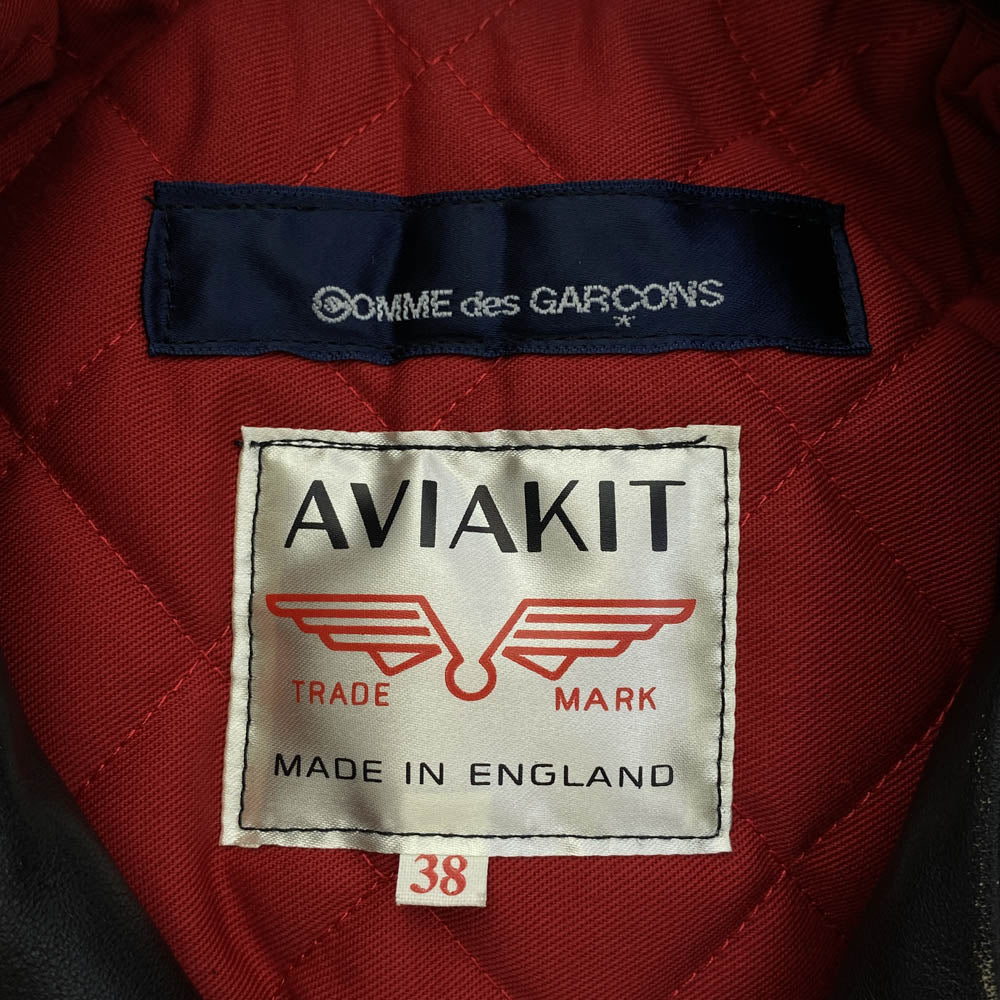 COMME des GARÇONS
*
AVIAKIT
TRADE MARK
MADE IN ENGLAND
38